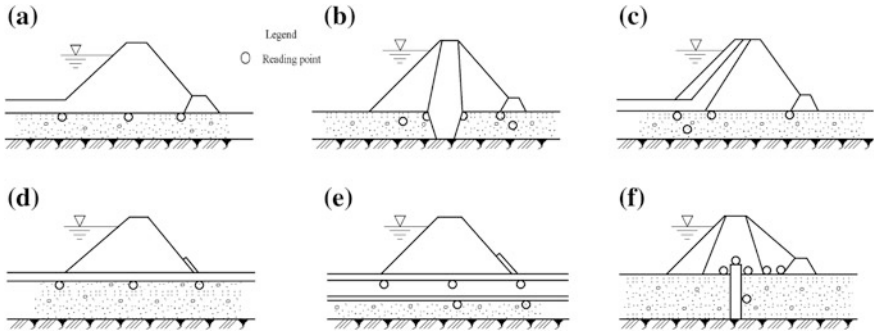 (a)
Legend
Reading point
(b)
(c)
(d)
(e)
(f)